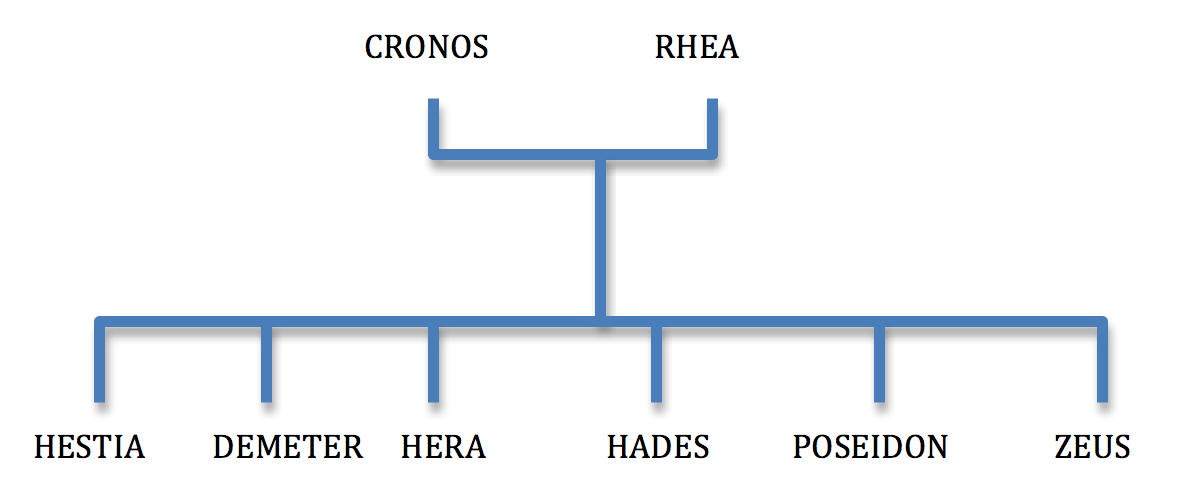 CRONOS RHEA
HESTIA DEMETER HERA HADES POSEIDON ZEUS